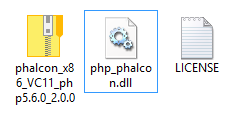 phalcon_x8
6_VC11_ph
p5.6.0_2.0.0
php_phalco
n.dll
LICENSE